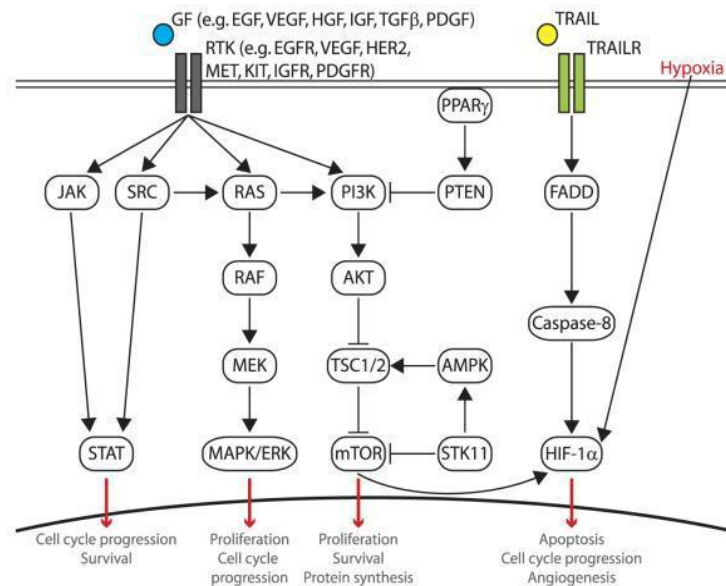 GF (e.g. EGF, VEGF, HGF, IGF, TGFβ, PDGF)
RTK (e.g. EGFR, VEGF, HER2,
MET, KIT, IGFR, PDGFR)
TRAIL
TRAILR
Hypoxia
PPARγ
JAK
SRC
RAS
PI3K
PTEN
FADD
RAF
AKT
Caspase-8
MEK
TSC1/2
AMPK
STAT
MAPK/ERK
mTOR
STK11
HIF-1α
Cell cycle progression
Survival
Proliferation
Cell cycle
progression
Proliferation
Survival
Protein synthesis
Apoptosis
Cell cycle progression
Angiogenesis